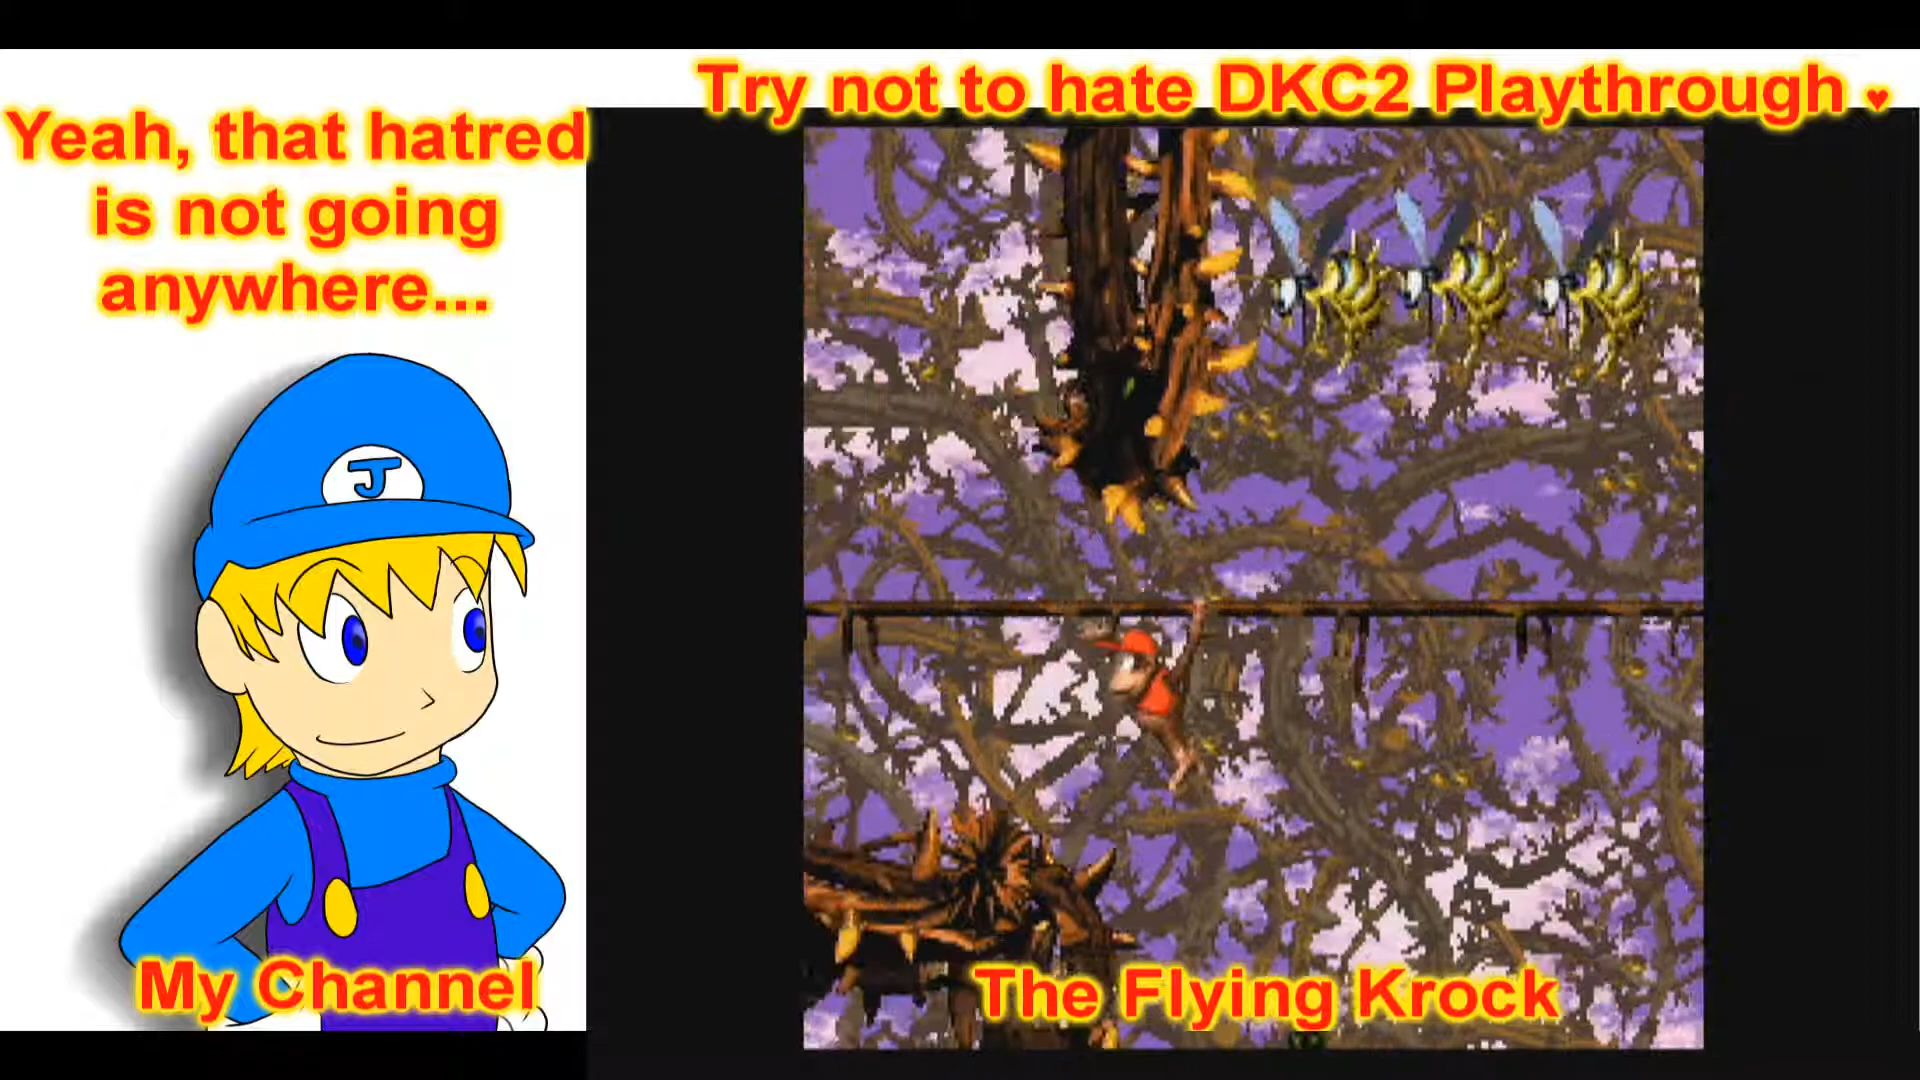 Try not to hate DKC2 Playthrough ♥
Yeah, that hatred
is not going
anywhere...
J
My Channel
The Flying Krock